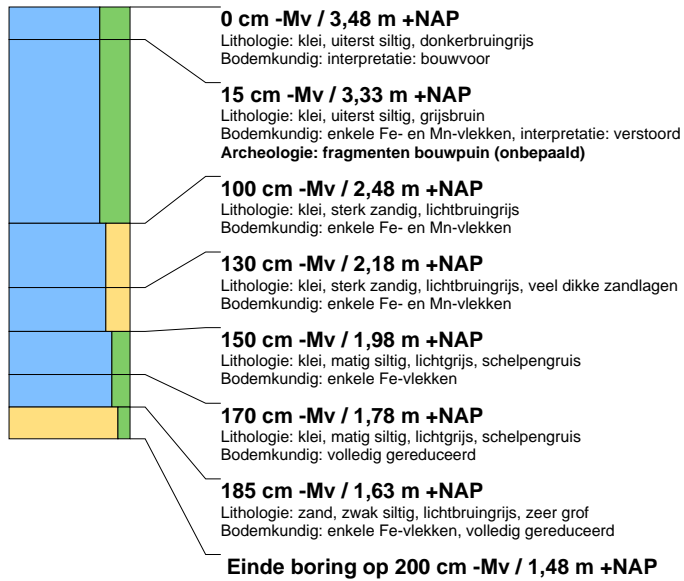 0 cm -Mv / 3,48 m +NAP
Lithologie: klei, uiterst siltig, donkerbruingrijs
Bodemkundig: interpretatie: bouwvoor
15 cm -Mv / 3,33 m +NAP
Lithologie: klei, uiterst siltig, grijsbruin
Bodemkundig: enkele Fe- en Mn-vlekken, interpretatie: verstoord
Archeologie: fragmenten bouwpuin (onbepaald)
100 cm -Mv / 2,48 m +NAP
Lithologie: klei, sterk zandig, lichtbruingrijs
Bodemkundig: enkele Fe- en Mn-vlekken
130 cm -Mv / 2,18 m +NAP
Lithologie: klei, sterk zandig, lichtbruingrijs, veel dikke zandlagen
Bodemkundig: enkele Fe- en Mn-vlekken
150 cm -Mv / 1,98 m +NAP
Lithologie: klei, matig siltig, lichtgrijs, schelpengruis
Bodemkundig: enkele Fe-vlekken
170 cm -Mv / 1,78 m +NAP
Lithologie: klei, matig siltig, lichtgrijs, schelpengruis
Bodemkundig: volledig gereduceerd
185 cm -Mv / 1,63 m +NAP
Lithologie: zand, zwak siltig, lichtbruingrijs, zeer grof
Bodemkundig: enkele Fe-vlekken, volledig gereduceerd
Einde boring op 200 cm -Mv / 1,48 m +NAP